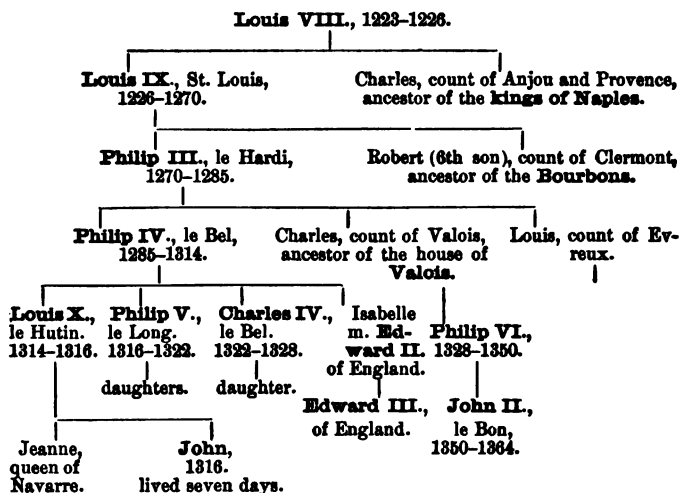 Louis VIII., 1223–1226.
Louis IX., St. Louis,
1226–1270.
Charles, count of Anjou and Provence,
ancestor of the kings of Naples.
Philip III., le Hardi,
1270–1285.
Robert (6th son), count of Clermont,
ancestor of the Bourbons.
Philip IV., le Bel,
1285–1314.
Charles, count of Valois,
ancestor of the house of
Valois.
Louis, count of Ev-
reux.
Louis X.,
le Hutin.
1314–1316.
Philip V.,
le Long.
1316–1322.
daughters.
Charles IV.,
le Bel.
1322–1328.
daughter.
Isabelle
m. Ed-
ward II.
of England.
Philip VI.,
1328–1350.
Edward III.,
of England.
John II.,
le Bon,
1350–1364.
Jeanne,
queen of
Navarre.
John,
1316.
lived seven days.